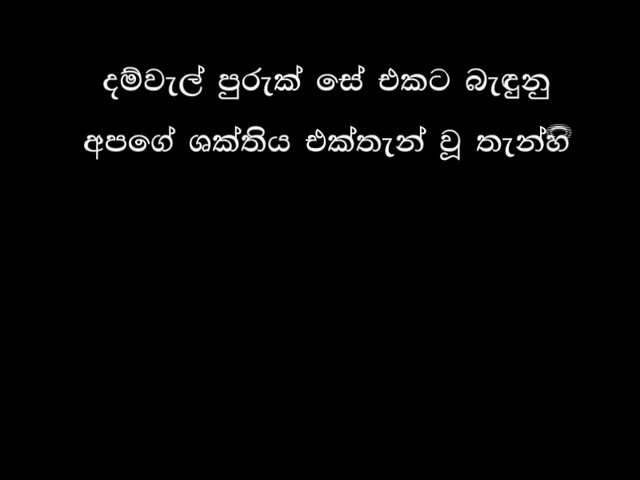 දම්වැල් පුරුක් සේ එකට බැඳුනු
අපගේ ශක්තිය එක්තැන් වූ තැන්හි